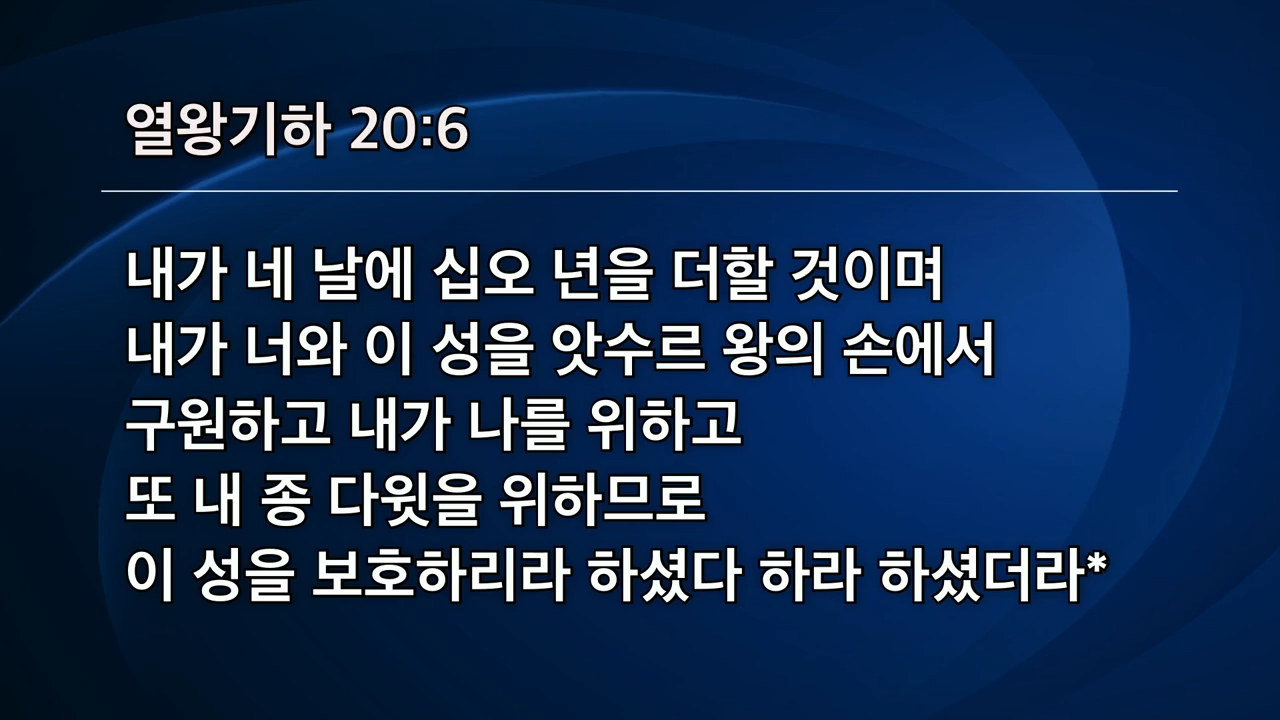 열왕기하 20:6
내가 네 날에 십오 년을 더할 것이며
내가 너와 이 성을 앗수르 왕의 손에서
구원하고 내가 나를 위하고
또 내 종 다윗을 위하므로
이 성을 보호하리라 하셨다 하라 하셨더라*